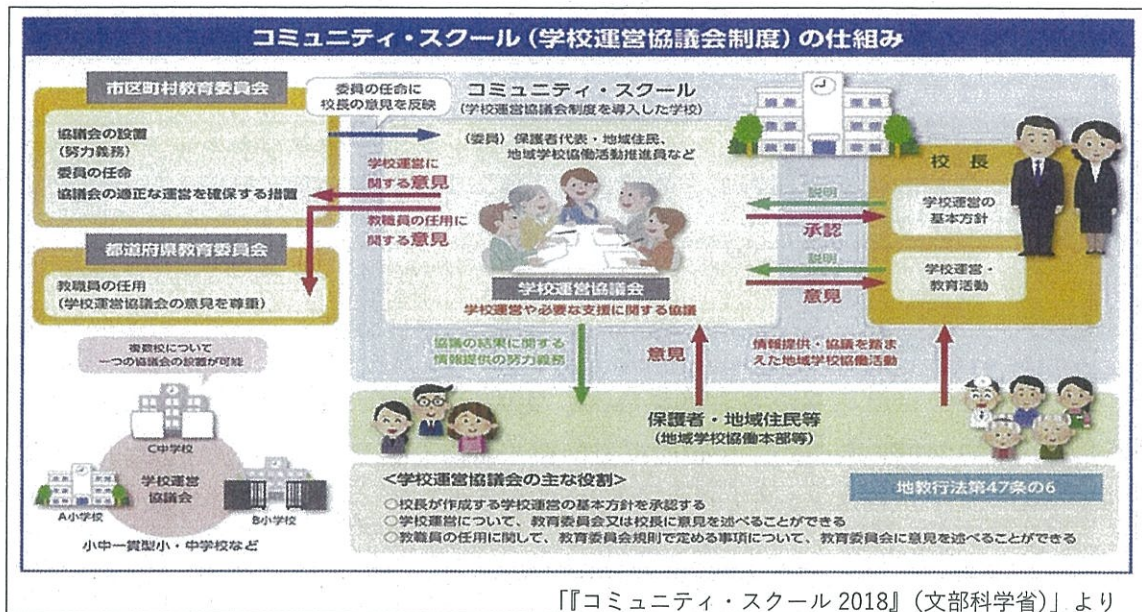 コミュニティ・スクール(学校運営協議会制度)の仕組み
市区町村教育委員会
協議会の設置
(努力義務)
委員の任命
協議会の適正な運営を確保する措置
委員の任命に
校長の意見を反映
コミュニティ・スクール
(学校運営協議会制度を導入した学校)
(委員)保護者代表・地域住民、
地域学校協働活動推進員など
学校運営に
関する意見
教職員の任用に
関する意見
都道府県教育委員会
教職員の任用
(学校運営協議会の意見を尊重)
学校運営協議会
学校運営や必要な支援に関する協議
校長
説明
承認
学校運営の
基本方針
説明
意見
学校運営・
教育活動
協議の結果に関する
情報提供の努力義務
意見
情報提供・協議を踏ま
えた地域学校協働活動
保護者・地域住民等
(地域学校協働本部等)
複数校について
一つの協議会の設置が可能
C中学校
学校運営
協議会
A小学校
B小学校
小中一貫型小・中学校など
<学校運営協議会の主な役割>
地教行法第47条の6
○校長が作成する学校運営の基本方針を承認する
○学校運営について、教育委員会又は校長に意見を述べることができる
○教職員の任用に関して、教育委員会規則で定める事項について、教育委員会に意見を述べることができる
「『コミュニティ・スクール 2018』(文部科学省)」より